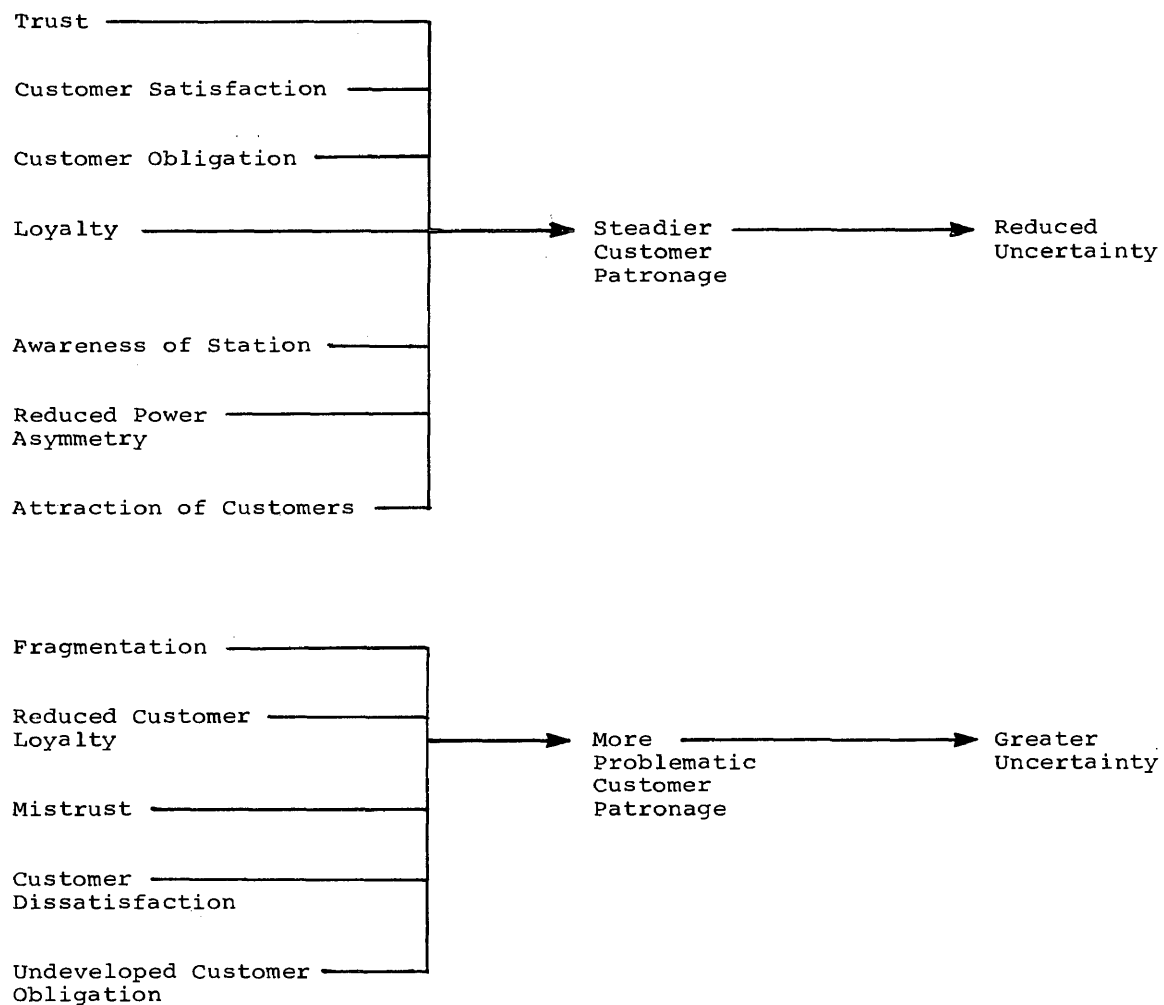 Trust
Customer Satisfaction
Customer Obligation
Loyalty
Steadier
Customer
Patronage
Reduced
Uncertainty
Awareness of Station
Reduced Power
Asymmetry
Attraction of Customers
Fragmentation
Reduced Customer
Loyalty
More
Problematic
Customer
Patronage
Greater
Uncertainty
Mistrust
Customer
Dissatisfaction
Undeveloped Customer
Obligation